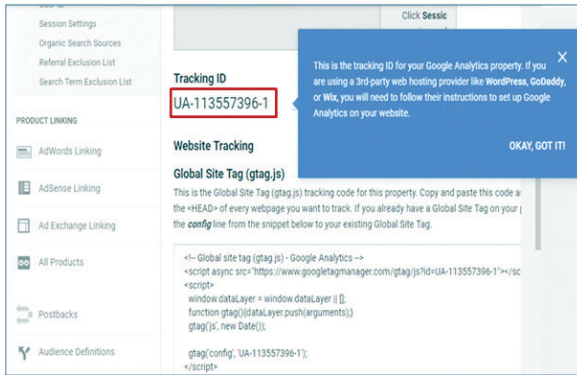 Session Settings
Organic Search Sources
Referral Exclusion List
Search Term Exclusion List
PRODUCT LINKING
AdWords Linking
AdSense Linking
Ad Exchange Linking
All Products
Postbacks
Audience Definitions
Click Sessic
Tracking ID
UA-113557396-1
This is the tracking ID for your Google Analytics property. If you
are using a 3rd-party web hosting provider like WordPress, GoDaddy,
or Wix, you will need to follow their instructions to set up Google
Analytics on your website.
OKAY, GOT IT!
Website Tracking
Global Site Tag (gtag.js)
This is the Global Site Tag (gtag.js) tracking code for this property. Copy and paste this code a
the <HEAD> of every webpage you want to track. If you already have a Global Site Tag on your
the config line from the snippet below to your existing Global Site Tag.
<!-- Global site tag (gtag.js) - Google Analytics -->
<script async src="https://www.googletagmanager.com/gtag/js?id=UA-113557396-1"></sc
<script>
window.dataLayer = window.dataLayer || [];
function gtag(){dataLayer.push(arguments);}
gtag('js', new Date());
gtag('config', 'UA-113557396-1');
</script>